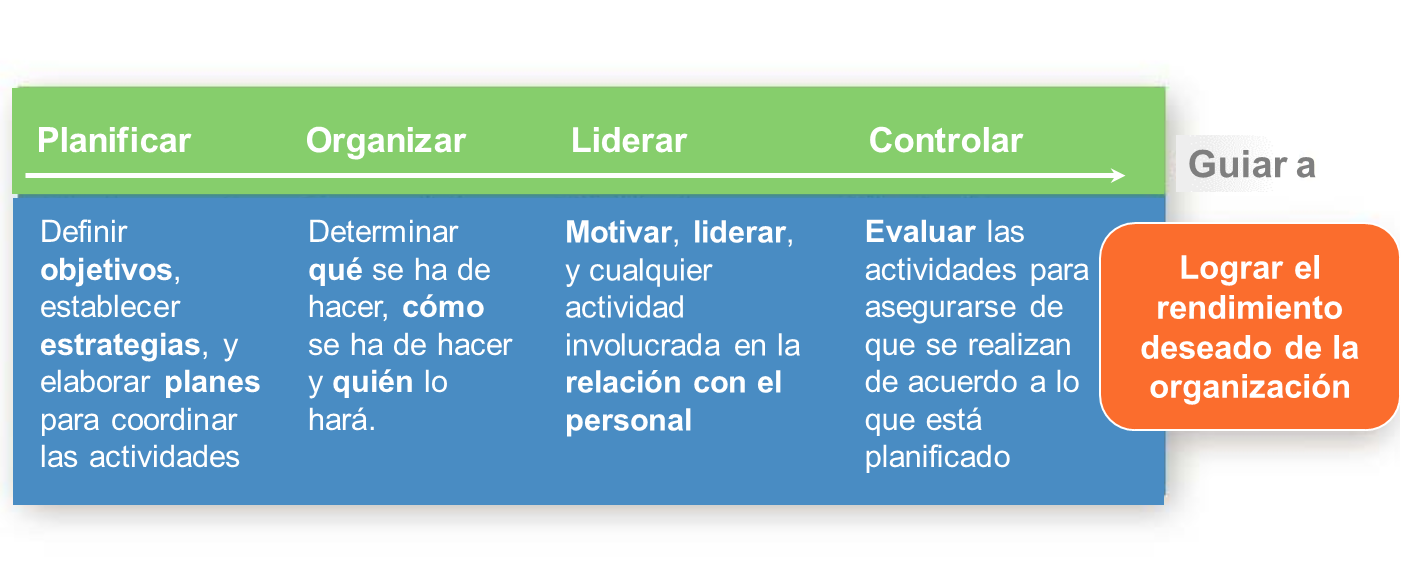 Planificar
Organizar
Liderar
Controlar
Guiar a
Definir
objetivos,
establecer
estrategias, y
elaborar planes
para coordinar
las actividades
Determinar
qué se ha de
hacer, cómo
se ha de hacer
y quién lo
hará.
Motivar, liderar,
y cualquier
actividad
involucrada en la
relación con el
personal
Evaluar las
actividades para
asegurarse de
que se realizan
de acuerdo a lo
que está
planificado
Lograr el
rendimiento
deseado de la
organización